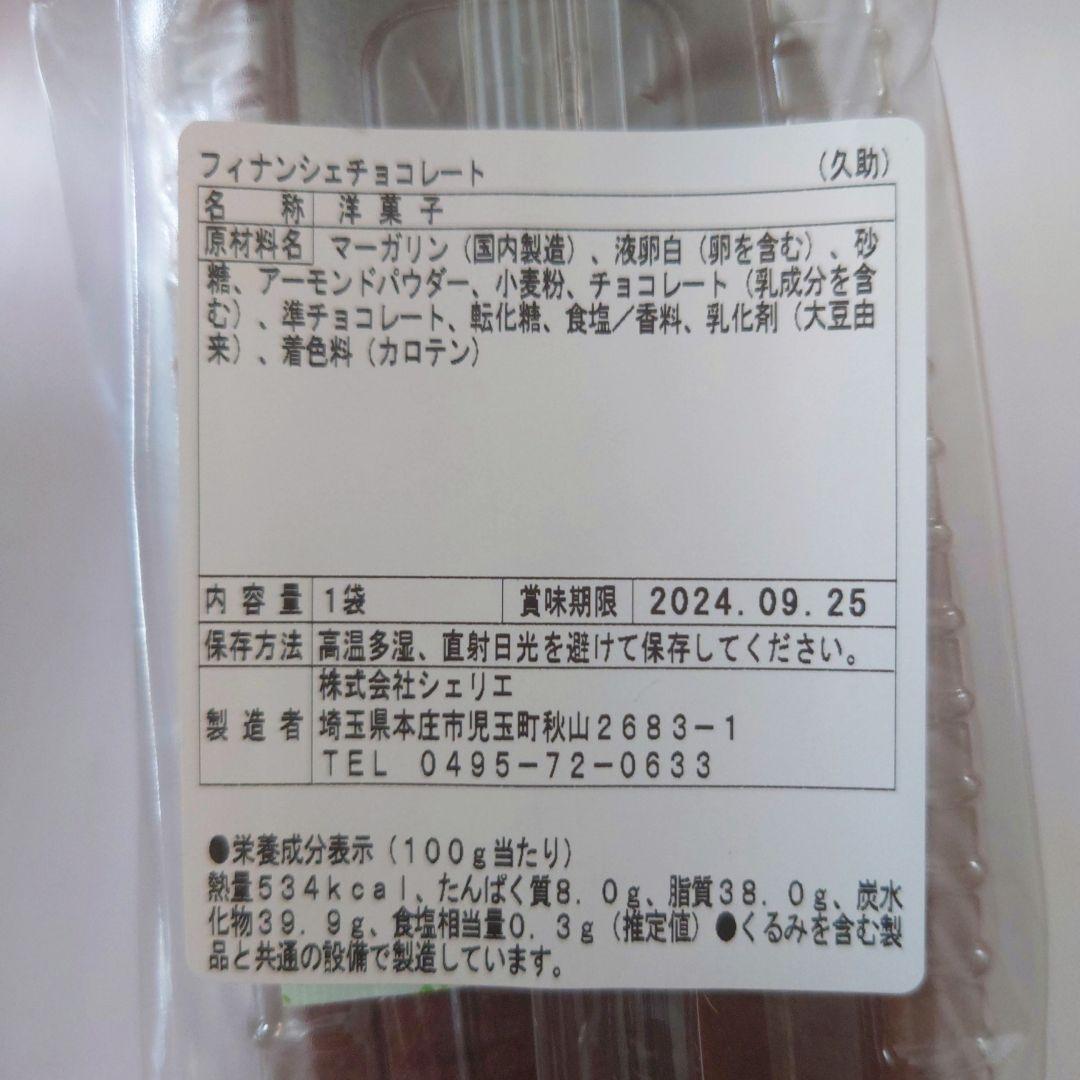 フィナンシェチョコレート (久助)
名称 洋菓子
原材料名 マーガリン(国内製造)、液卵白(卵を含む)、砂
糖、アーモンドパウダー、小麦粉、チョコレート(乳成分を含
む)、準チョコレート、転化糖、食塩/香料、乳化剤(大豆由
来)、着色料(カロテン)
内容量 1袋 賞味期限 2024.09.25
保存方法 高温多湿、直射日光を避けて保存してください。
株式会社シェリエ
製造者 埼玉県本庄市児玉町秋山2683-1
TEL 0495-72-0633
●栄養成分表示(100g当たり)
熱量534kcal、たんぱく質8.0g、脂質38.0g、炭水
化物39.9g、食塩相当量0.3g(推定値)●くるみを含む製
品と共通の設備で製造しています。